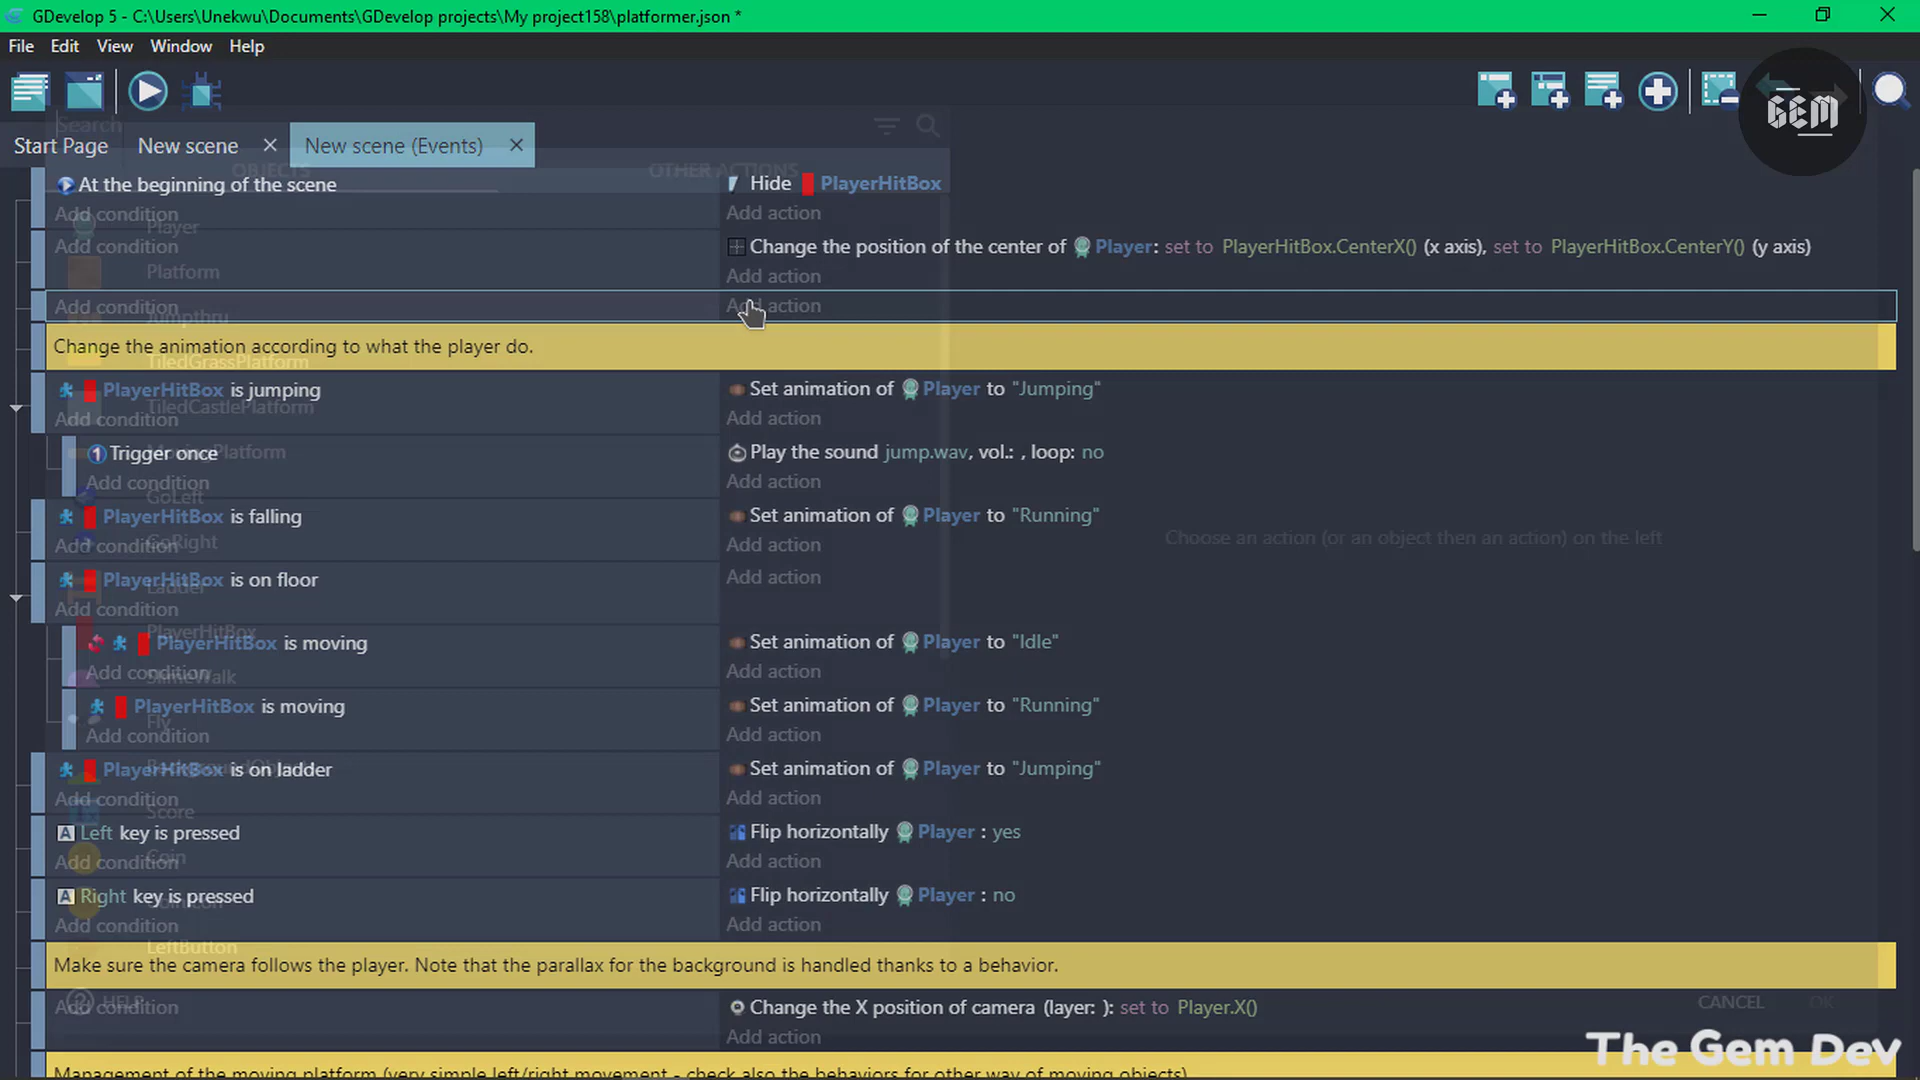 GDevelop 5 - C:\Users\Unekwu\Documents\GDevelop projects\My project158\platformer.json *
File Edit View Window Help
GEM
Search
Start Page New scene × New scene (Events) ×
OBJECTS OTHER ACTIONS
At the beginning of the scene Hide PlayerHitBox
Add condition Add action
Player
Add condition Change the position of the center of Player: set to PlayerHitBox.CenterX() (x axis), set to PlayerHitBox.CenterY() (y axis)
Platform Add action
Add condition Add action
Jumpthru
Change the animation according to what the player do.
TiledGrassPlatform
PlayerHitBox is jumping Set animation of Player to "Jumping"
TiledCastlePlatform
Add condition Add action
Trigger once Play the sound jump.wav, vol.: , loop: no
MovingPlatform
Add condition Add action
GoLeft
PlayerHitBox is falling Set animation of Player to "Running"
GoRight Choose an action (or an object then an action) on the left
Add condition Add action
PlayerHitBox is on floor Add action
Ladder
Add condition
PlayerHitBox
PlayerHitBox is moving Set animation of Player to "Idle"
Add condition Add action
SlimeWalk
PlayerHitBox is moving Set animation of Player to "Running"
Fly
Add condition Add action
PlayerHitBox is on ladder Set animation of Player to "Jumping"
Add condition Add action
Score
Left key is pressed Flip horizontally Player : yes
Coin
Add condition Add action
Right key is pressed Flip horizontally Player : no
CoinIcon
Add condition Add action
LeftButton
Make sure the camera follows the player. Note that the parallax for the background is handled thanks to a behavior.
HELP CANCEL OK
Add condition Change the X position of camera (layer: ): set to Player.X()
Add action
The Gem Dev
Management of the moving platform (very simple left/right movement - check also the behaviors for other way of moving objects)